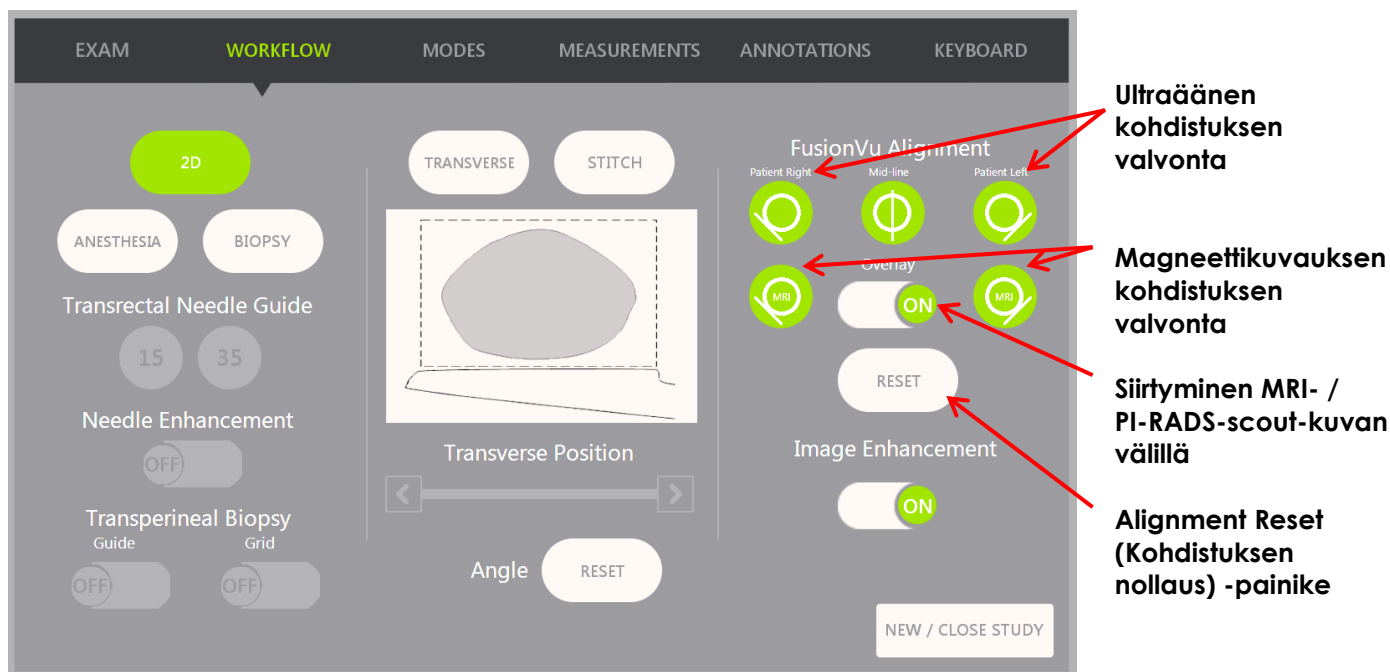 EXAM WORKFLOW MODES MEASUREMENTS ANNOTATIONS KEYBOARD
2D
ANESTHESIA BIOPSY
Transrectal Needle Guide
15 35
Needle Enhancement
OFF
Transperineal Biopsy
Guide Grid
OFF OFF
TRANSVERSE STITCH
Transverse Position
Angle RESET
FusionVu Alignment
Patient Right Mid-line Patient Left
Overlay
MRI ON MRI
RESET
Image Enhancement
ON
NEW / CLOSE STUDY
Ultraäänen
kohdistuksen
valvonta
Magneettikuvauksen
kohdistuksen
valvonta
Siirtyminen MRI- /
PI-RADS-scout-kuvan
välillä
Alignment Reset
(Kohdistuksen
nollaus) -painike